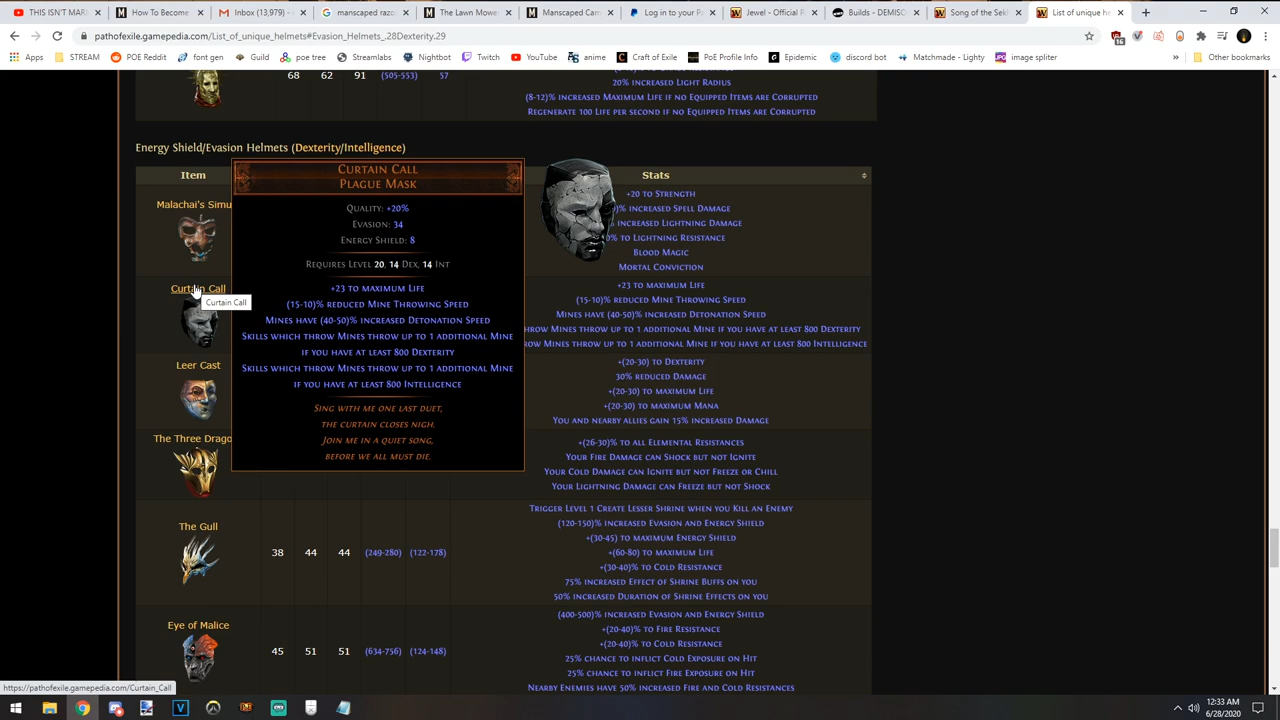 THIS ISN'T MAR
How To Become
Inbox (13,979) - c
manscaped razo
The Lawn Mowe
Manscaped Cam
Log in to your Pa
Jewel - Official R
Builds - DEMISC
Song of the Sekh
List of unique he
pathofexile.gamepedia.com/List_of_unique_helmets#Evasion_Helmets_.28Dexterity.29
16
Apps
STREAM
POE Reddit
font gen
Guild
poe tree
Streamlabs
Nightbot
Twitch
YouTube
anime
Craft of Exile
PoE Profile Info
Epidemic
discord bot
Matchmade - Lighty
image spliter
»
Other bookmarks
68 62 91 (505-553) 57
20% increased Light Radius
(8-12)% increased Maximum Life if no Equipped Items are Corrupted
Regenerate 100 Life per second if no Equipped Items are Corrupted
Energy Shield/Evasion Helmets (Dexterity/Intelligence)
Item
Stats
Malachai's Simu
+20 to Strength
% increased Spell Damage
increased Lightning Damage
% to Lightning Resistance
Blood Magic
Mortal Conviction
Curtain Call
Curtain Call
Plague Mask
Quality: +20%
Evasion: 34
Energy Shield: 8
Requires Level 20, 14 Dex, 14 Int
+23 to maximum Life
(15-10)% reduced Mine Throwing Speed
Mines have (40-50)% increased Detonation Speed
Skills which throw Mines throw up to 1 additional Mine
if you have at least 800 Dexterity
Skills which throw Mines throw up to 1 additional Mine
if you have at least 800 Intelligence
Sing with me one last duet,
the curtain closes nigh.
Join me in a quiet song,
before we all must die.
Curtain Call
+23 to maximum Life
(15-10)% reduced Mine Throwing Speed
Mines have (40-50)% increased Detonation Speed
hrow Mines throw up to 1 additional Mine if you have at least 800 Dexterity
hrow Mines throw up to 1 additional Mine if you have at least 800 Intelligence
Leer Cast
+(20-30) to Dexterity
30% reduced Damage
+(20-30) to maximum Life
+(20-30) to maximum Mana
You and nearby allies gain 15% increased Damage
The Three Drago
+(26-30)% to all Elemental Resistances
Your Fire Damage can Shock but not Ignite
Your Cold Damage can Ignite but not Freeze or Chill
Your Lightning Damage can Freeze but not Shock
The Gull
38 44 44 (249-280) (122-178)
Trigger Level 1 Create Lesser Shrine when you Kill an Enemy
(120-150)% increased Evasion and Energy Shield
+(30-45) to maximum Energy Shield
+(60-80) to maximum Life
+(30-40)% to Cold Resistance
75% increased Effect of Shrine Buffs on you
50% increased Duration of Shrine Effects on you
Eye of Malice
45 51 51 (634-756) (124-148)
(400-500)% increased Evasion and Energy Shield
+(20-40)% to Fire Resistance
+(20-40)% to Cold Resistance
25% chance to inflict Cold Exposure on Hit
25% chance to inflict Fire Exposure on Hit
Nearby Enemies have 50% increased Fire and Cold Resistances
https://pathofexile.gamepedia.com/Curtain_Call
12:33 AM
6/28/2020